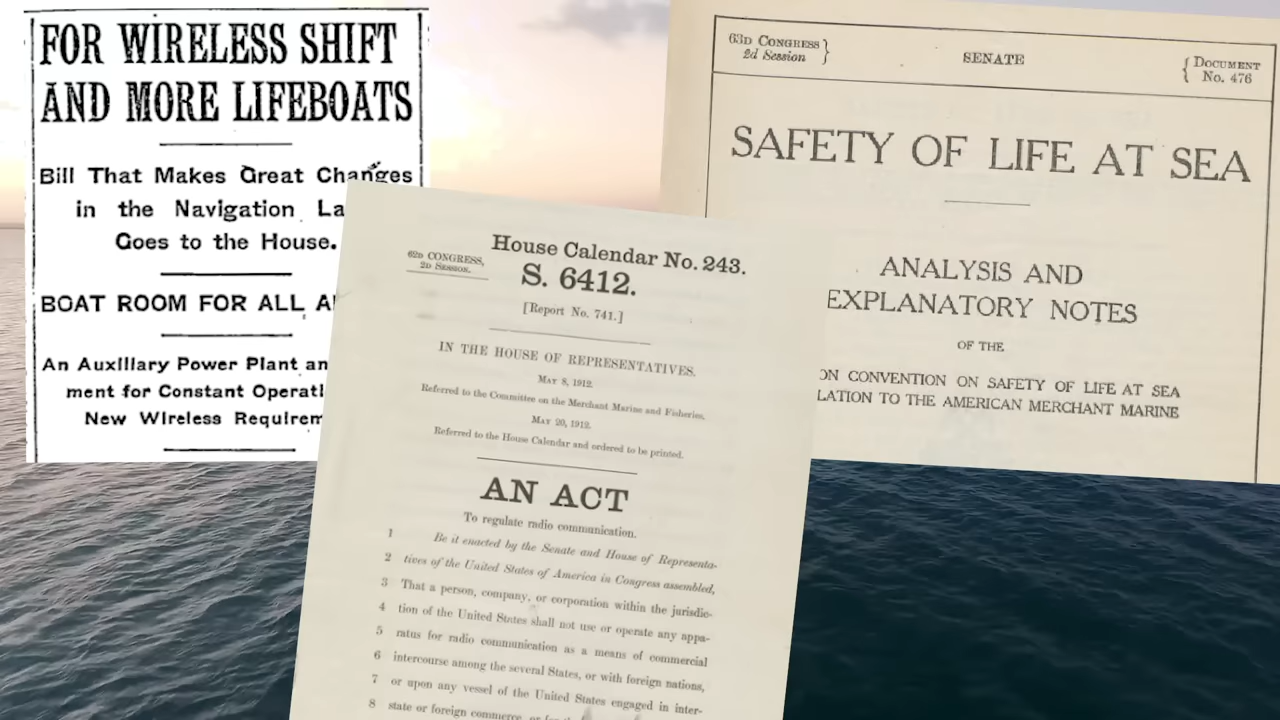 FOR WIRELESS SHIFT
AND MORE LIFEBOATS
Bill That Makes Great Changes
in the Navigation La
Goes to the House.
BOAT ROOM FOR ALL A
An Auxiliary Power Plant an
ment for Constant Operati
New Wireless Requirem
63D CONGRESS
2d Session
SENATE
DOCUMENT
No. 476
SAFETY OF LIFE AT SEA
ANALYSIS AND
EXPLANATORY NOTES
OF THE
ON CONVENTION ON SAFETY OF LIFE AT SEA
LATION TO THE AMERICAN MERCHANT MARINE
House Calendar No. 243.
62D CONGRESS,
2D SESSION.
S. 6412.
[Report No. 741.]
IN THE HOUSE OF REPRESENTATIVES.
MAY 8, 1912.
Referred to the Committee on the Merchant Marine and Fisheries.
MAY 20, 1912.
Referred to the House Calendar and ordered to be printed.
AN ACT
To regulate radio communication.
1 Be it enacted by the Senate and House of Representa-
2 tives of the United States of America in Congress assembled,
3 That a person, company, or corporation within the jurisdic-
4 tion of the United States shall not use or operate any appa-
5 ratus for radio communication as a means of commercial
6 intercourse among the several States, or with foreign nations,
7 or upon any vessel of the United States engaged in inter-
8 state or foreign commerce,